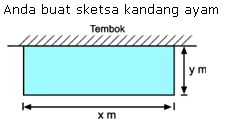 Anda buat sketsa kandang ayam
Tembok
y m
x m